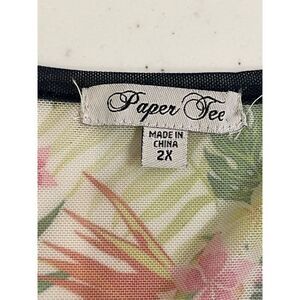 Paper Tee
MADE IN
CHINA
2X